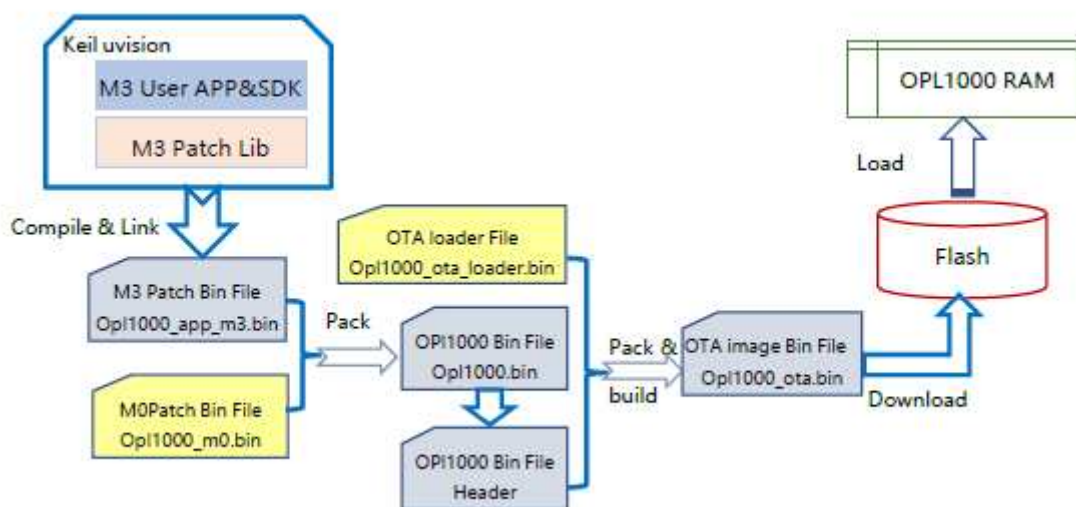 Keil uvision
M3 User APP&SDK
M3 Patch Lib
Compile & Link
M3 Patch Bin File
Opl1000_app_m3.bin
M0Patch Bin File
Opl1000_m0.bin
Pack
OTA loader File
Opl1000_ota_loader.bin
OPl1000 Bin File
Opl1000.bin
OPl1000 Bin File
Header
Pack &
build
OTA image Bin File
Opl1000_ota.bin
Download
Flash
Load
OPL1000 RAM